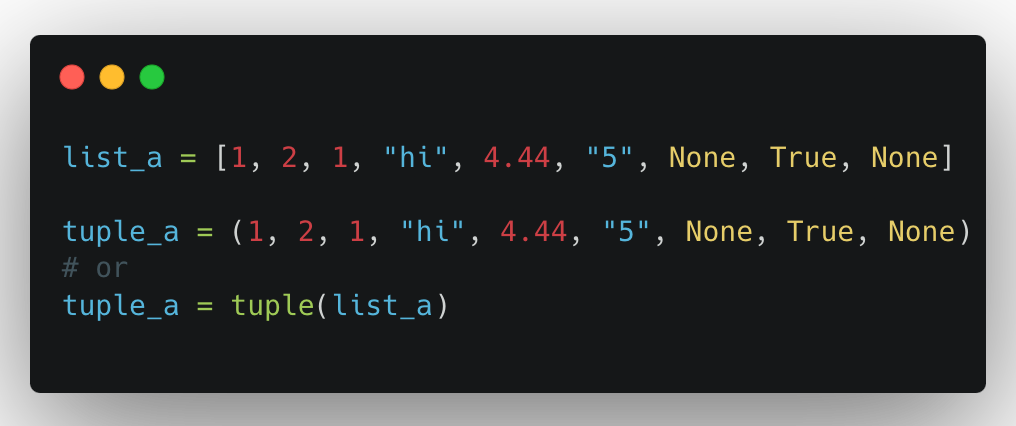 list_a = [1, 2, 1, "hi", 4.44, "5", None, True, None]
tuple_a = (1, 2, 1, "hi", 4.44, "5", None, True, None)
# or
tuple_a = tuple(list_a)